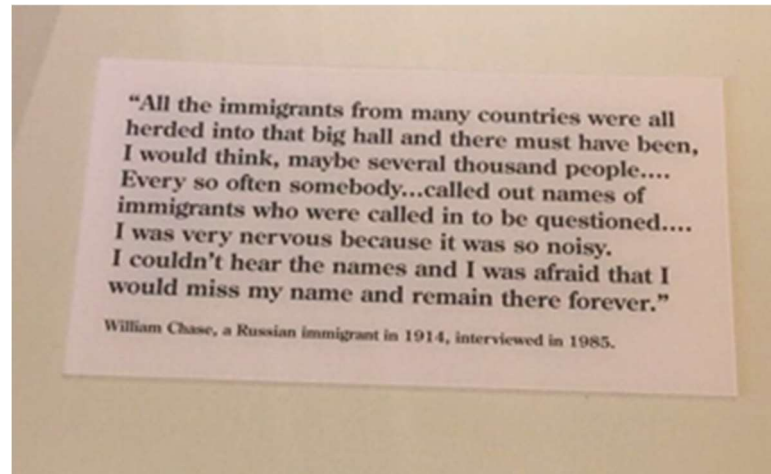 “All the immigrants from many countries were all
herded into that big hall and there must have been,
I would think, maybe several thousand people....
Every so often somebody...called out names of
immigrants who were called in to be questioned....
I was very nervous because it was so noisy.
I couldn’t hear the names and I was afraid that I
would miss my name and remain there forever.”
William Chase, a Russian immigrant in 1914, interviewed in 1985.